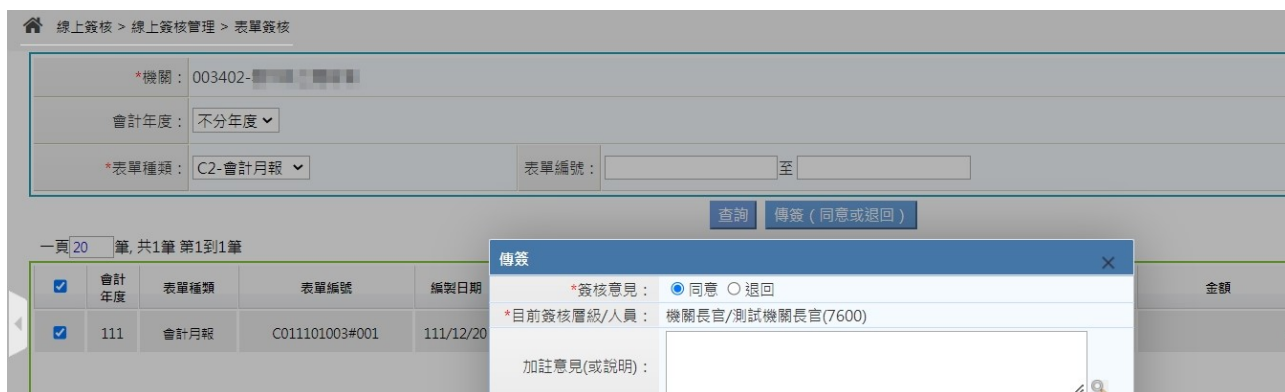 線上簽核 > 線上簽核管理 > 表單簽核
*機關： 003402-
會計年度： 不分年度
*表單種類： C2-會計月報 表單編號： 至
查詢 傳簽（同意或退回）
一頁 20 筆, 共1筆 第1到1筆
傳簽
會計年度 表單種類 表單編號 編製日期 金額
*簽核意見： 同意 退回
*目前簽核層級/人員： 機關長官/測試機關長官(7600)
111 會計月報 C011101003#001 111/12/20
加註意見(或說明)：